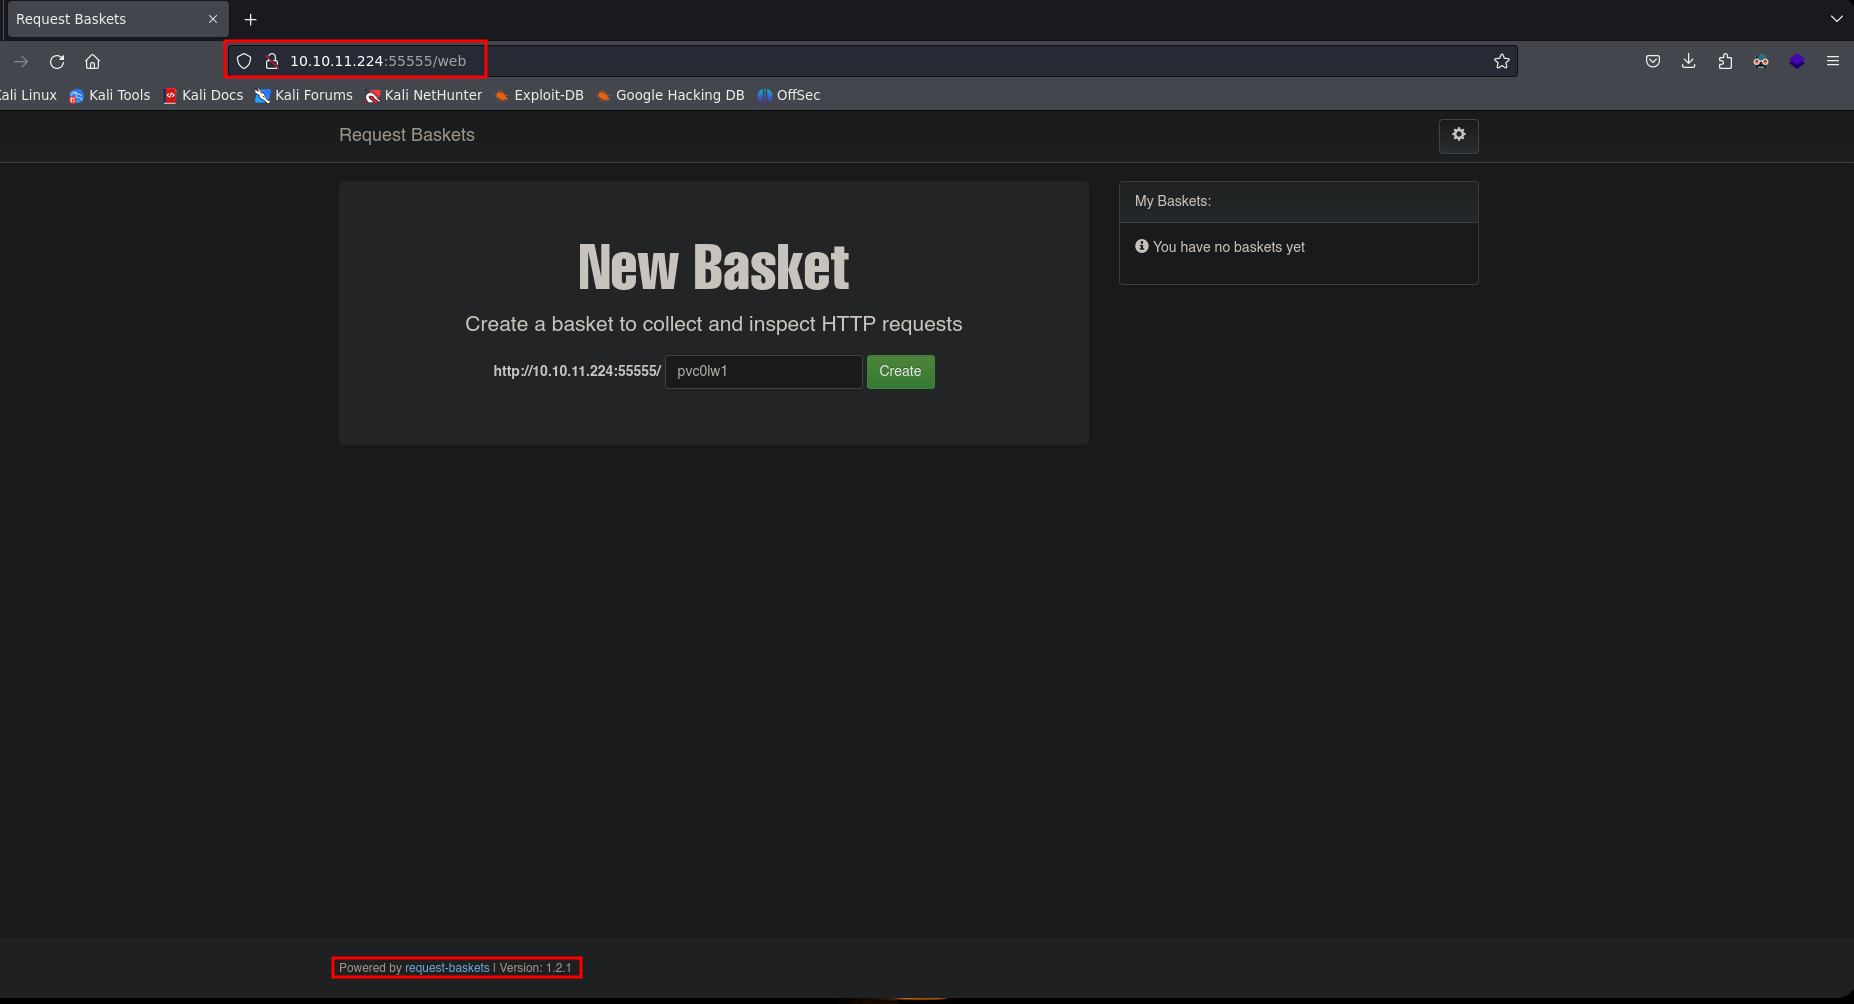 Request Baskets
10.10.11.224:55555/web
ali Linux Kali Tools Kali Docs Kali Forums Kali NetHunter Exploit-DB Google Hacking DB OffSec
Request Baskets
New Basket
Create a basket to collect and inspect HTTP requests
http://10.10.11.224:55555/ pvc0lw1 Create
My Baskets:
You have no baskets yet
Powered by request-baskets | Version: 1.2.1